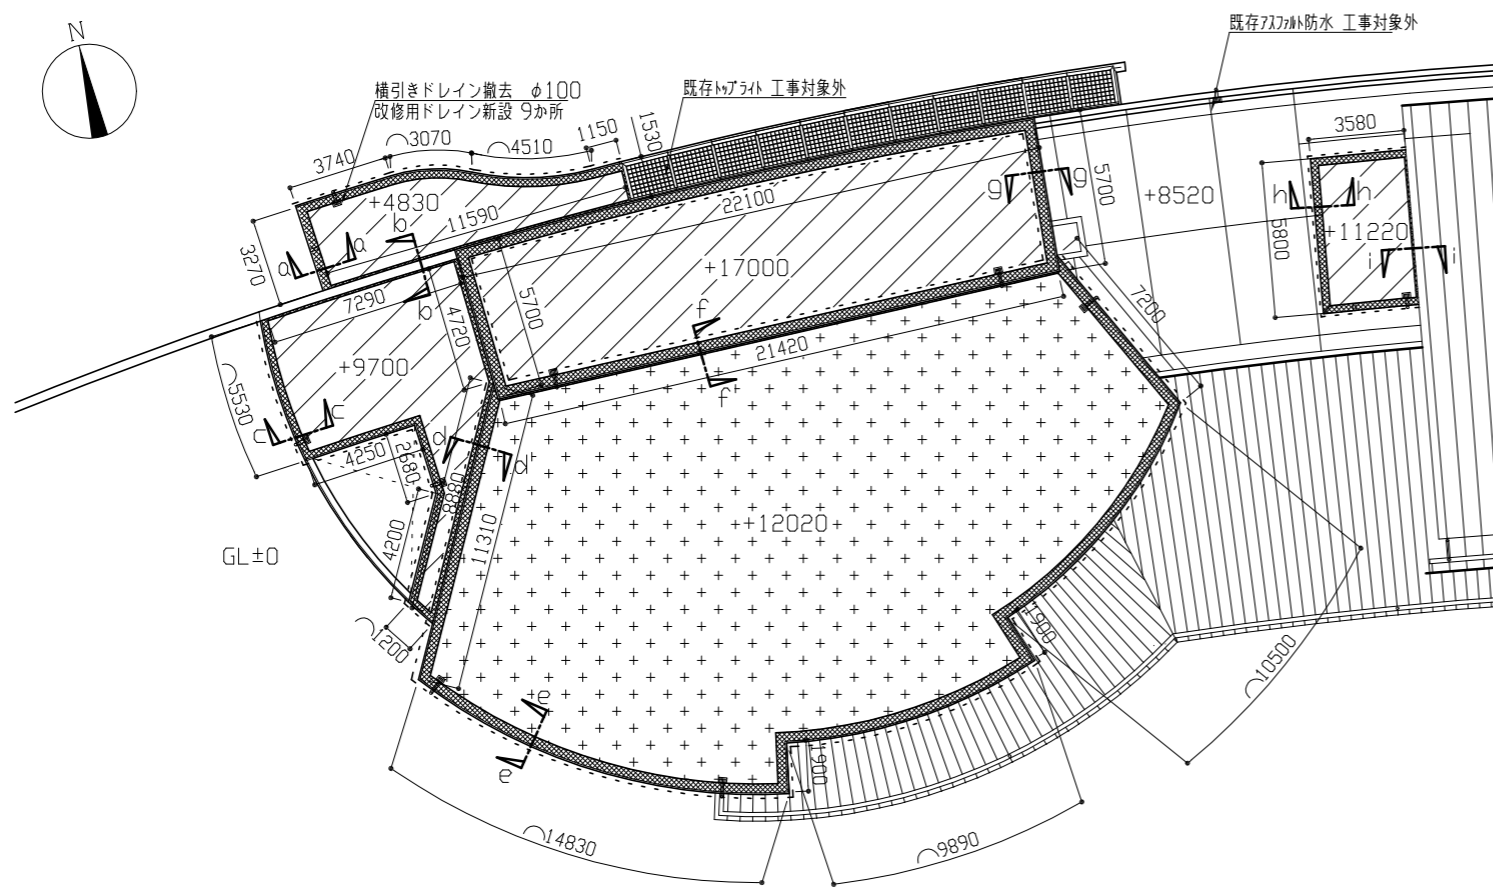 N
既存アスファルト防水 工事対象外
横引きドレイン撤去 φ100
改修用ドレイン新設 9か所
既存トップライト 工事対象外
⌒3070
⌒4510
1150
1530
3740
3580
+4830
b
11590
22100
g
g
5700
+8520
h
h
5800
+11220
3270
a
a
+17000
i
i
7290
b
4720
5700
f
7200
21420
f
⌒5530
+9700
c
c
4250
2680
d
d
8880
4200
11310
+12020
GL±0
⌒1200
1900
⌒10500
e
e
1900
⌒14830
⌒9890